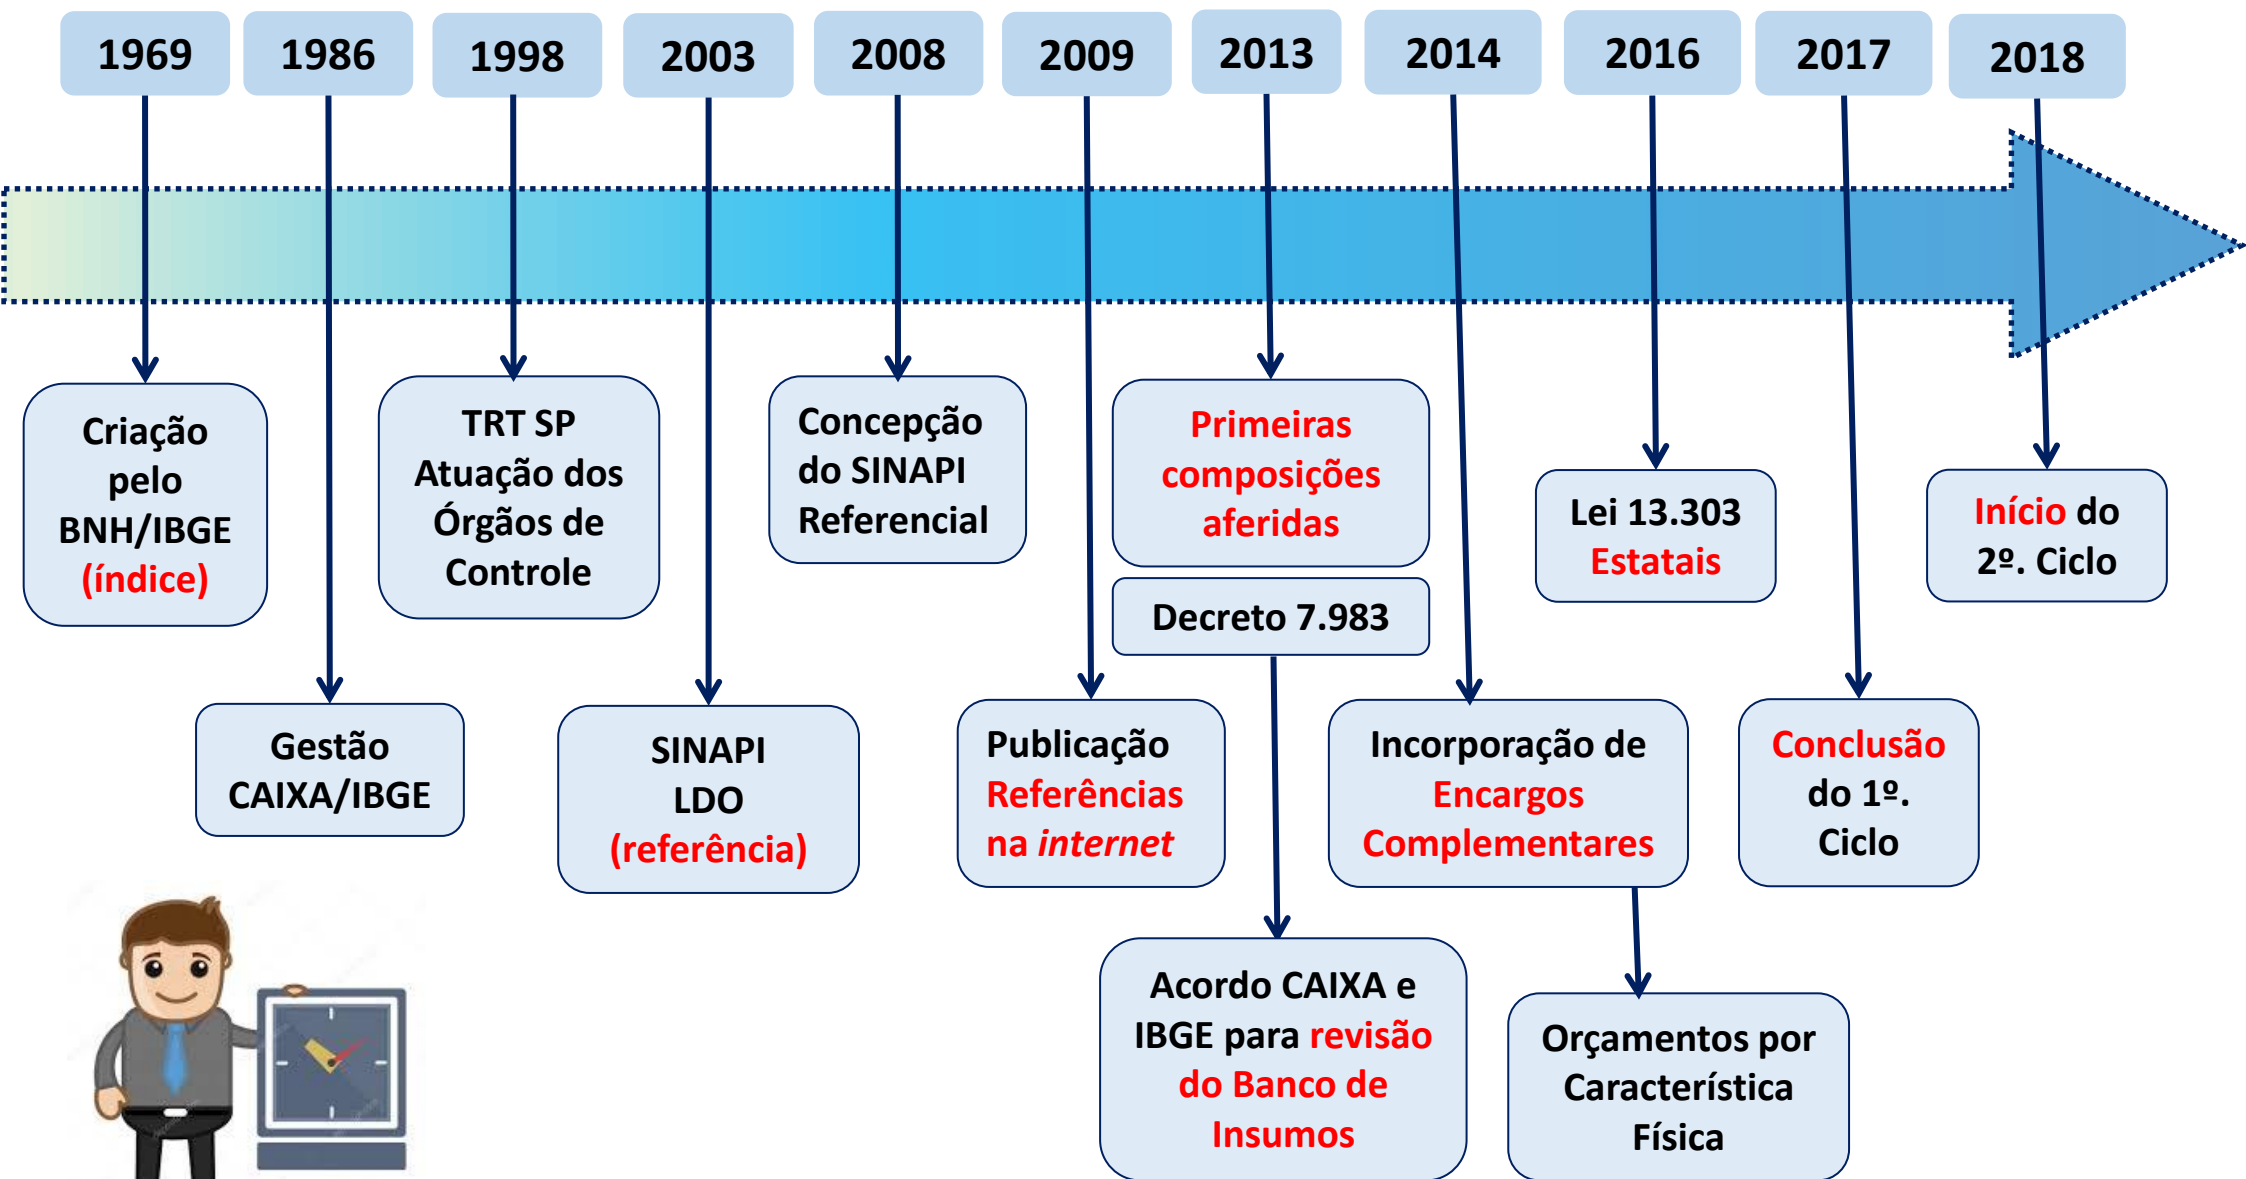 1969
1986
1998
2003
2008
2009
2013
2014
2016
2017
2018
Criação
pelo
BNH/IBGE
(índice)
Gestão
CAIXA/IBGE
TRT SP
Atuação dos
Órgãos de
Controle
SINAPI
LDO
(referência)
Concepção
do SINAPI
Referencial
Publicação
Referências
na internet
Primeiras
composições
aferidas
Decreto 7.983
Acordo CAIXA e
IBGE para revisão
do Banco de
Insumos
Incorporação de
Encargos
Complementares
Orçamentos por
Característica
Física
Lei 13.303
Estatais
Conclusão
do 1º.
Ciclo
Início do
2º. Ciclo